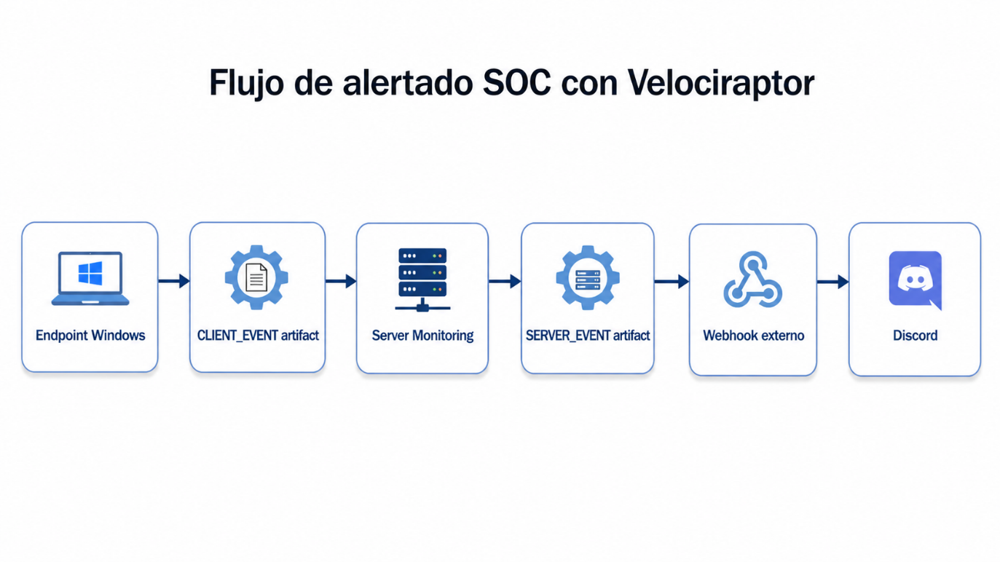 Flujo de alertado SOC con Velociraptor
Endpoint Windows
CLIENT_EVENT artifact
Server Monitoring
SERVER_EVENT artifact
Webhook externo
Discord